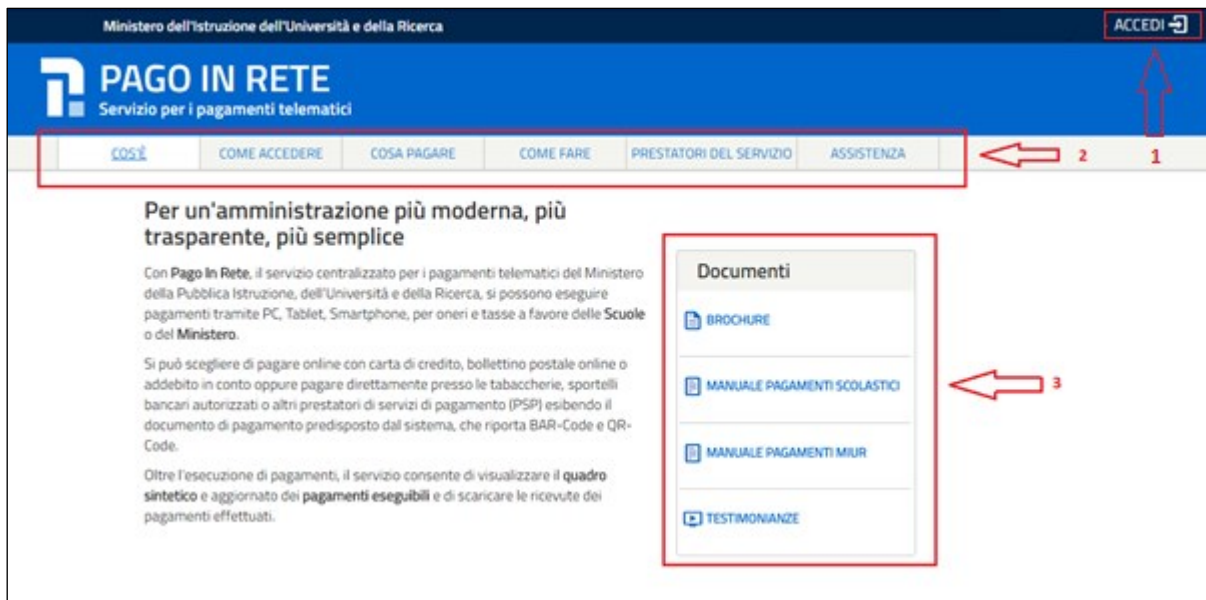 Ministero dell'Istruzione dell'Università e della Ricerca
ACCEDI
PAGO IN RETE
Servizio per i pagamenti telematici
COS'È COME ACCEDERE COSA PAGARE COME FARE PRESTATORI DEL SERVIZIO ASSISTENZA
2
1
Per un'amministrazione più moderna, più
trasparente, più semplice
Con Pago In Rete, il servizio centralizzato per i pagamenti telematici del Ministero
della Pubblica Istruzione, dell'Università e della Ricerca, si possono eseguire
pagamenti tramite PC, Tablet, Smartphone, per oneri e tasse a favore delle Scuole
o del Ministero.
Si può scegliere di pagare online con carta di credito, bollettino postale online o
addebito in conto oppure pagare direttamente presso le tabaccherie, sportelli
bancari autorizzati o altri prestatori di servizi di pagamento (PSP) esibendo il
documento di pagamento predisposto dal sistema, che riporta BAR-Code e QR-
Code.
Oltre l'esecuzione di pagamenti, il servizio consente di visualizzare il quadro
sintetico e aggiornato dei pagamenti eseguibili e di scaricare le ricevute dei
pagamenti effettuati.
Documenti
BROCHURE
MANUALE PAGAMENTI SCOLASTICI
3
MANUALE PAGAMENTI MIUR
TESTIMONIANZE